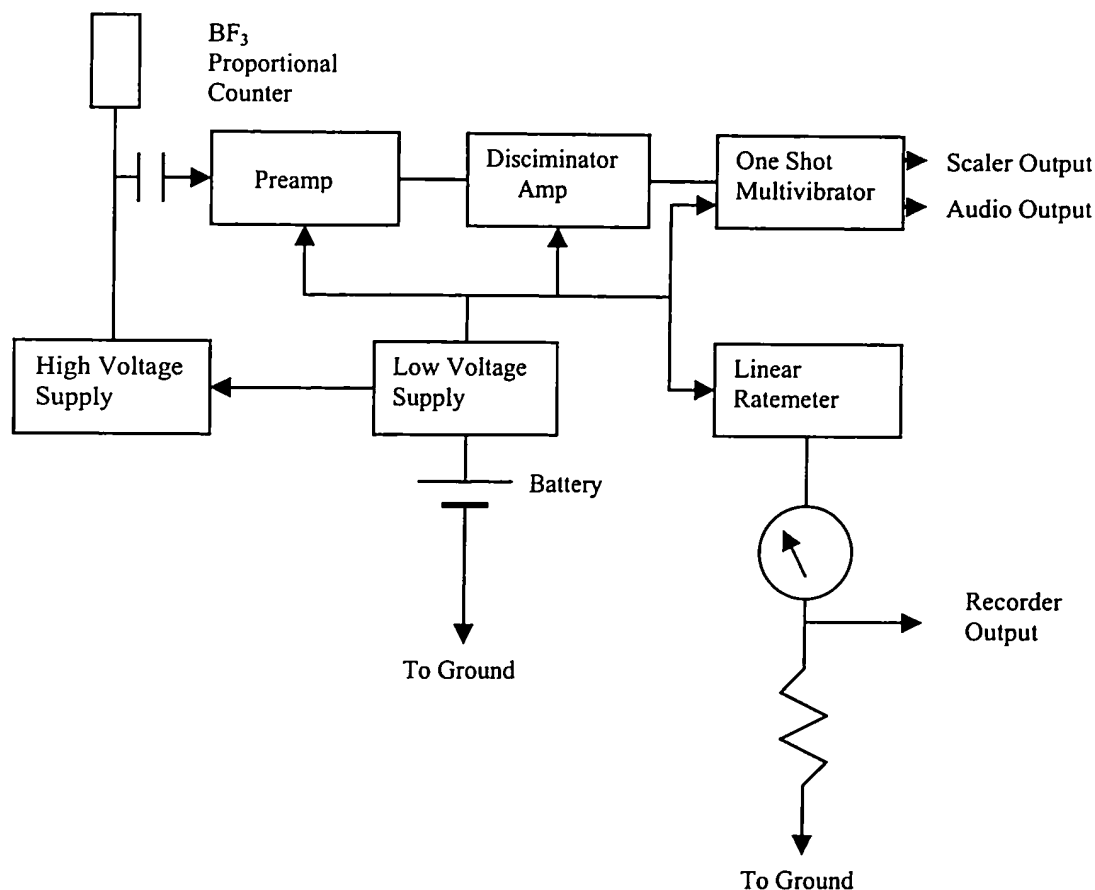 BF₃
Proportional
Counter
Preamp
Disciminator
Amp
One Shot
Multivibrator
Scaler Output
Audio Output
High Voltage
Supply
Low Voltage
Supply
Linear
Ratemeter
Battery
To Ground
Recorder
Output
To Ground